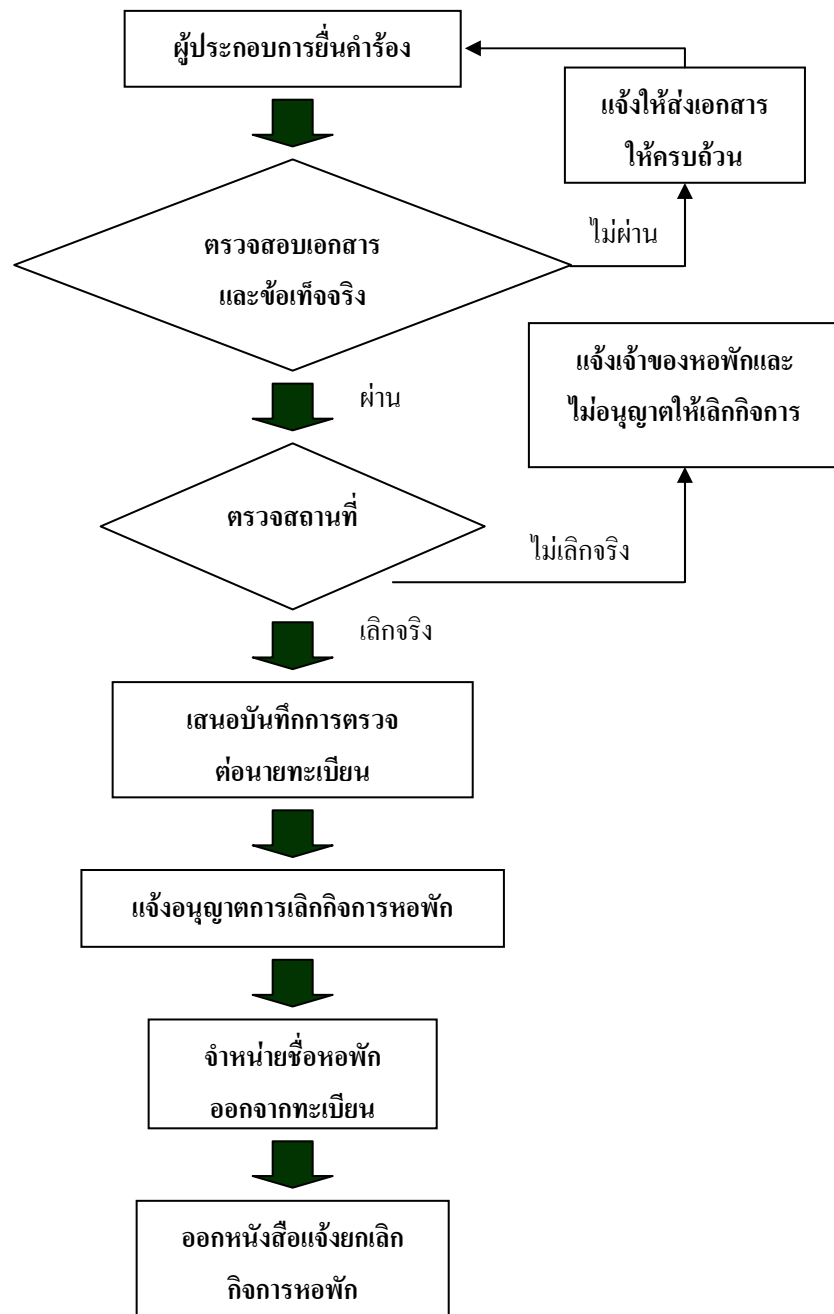 ผู้ประกอบการยื่นคำร้อง
แจ้งให้ส่งเอกสาร
ให้ครบถ้วน
ไม่ผ่าน
ตรวจสอบเอกสาร
และข้อเท็จจริง
แจ้งเจ้าของหอพักและ
ไม่อนุญาตให้เลิกกิจการ
ผ่าน
ตรวจสถานที่
ไม่เลิกจริง
เลิกจริง
เสนอบันทึกการตรวจ
ต่อนายทะเบียน
แจ้งอนุญาตการเลิกกิจการหอพัก
จำหน่ายชื่อหอพัก
ออกจากทะเบียน
ออกหนังสือแจ้งยกเลิก
กิจการหอพัก